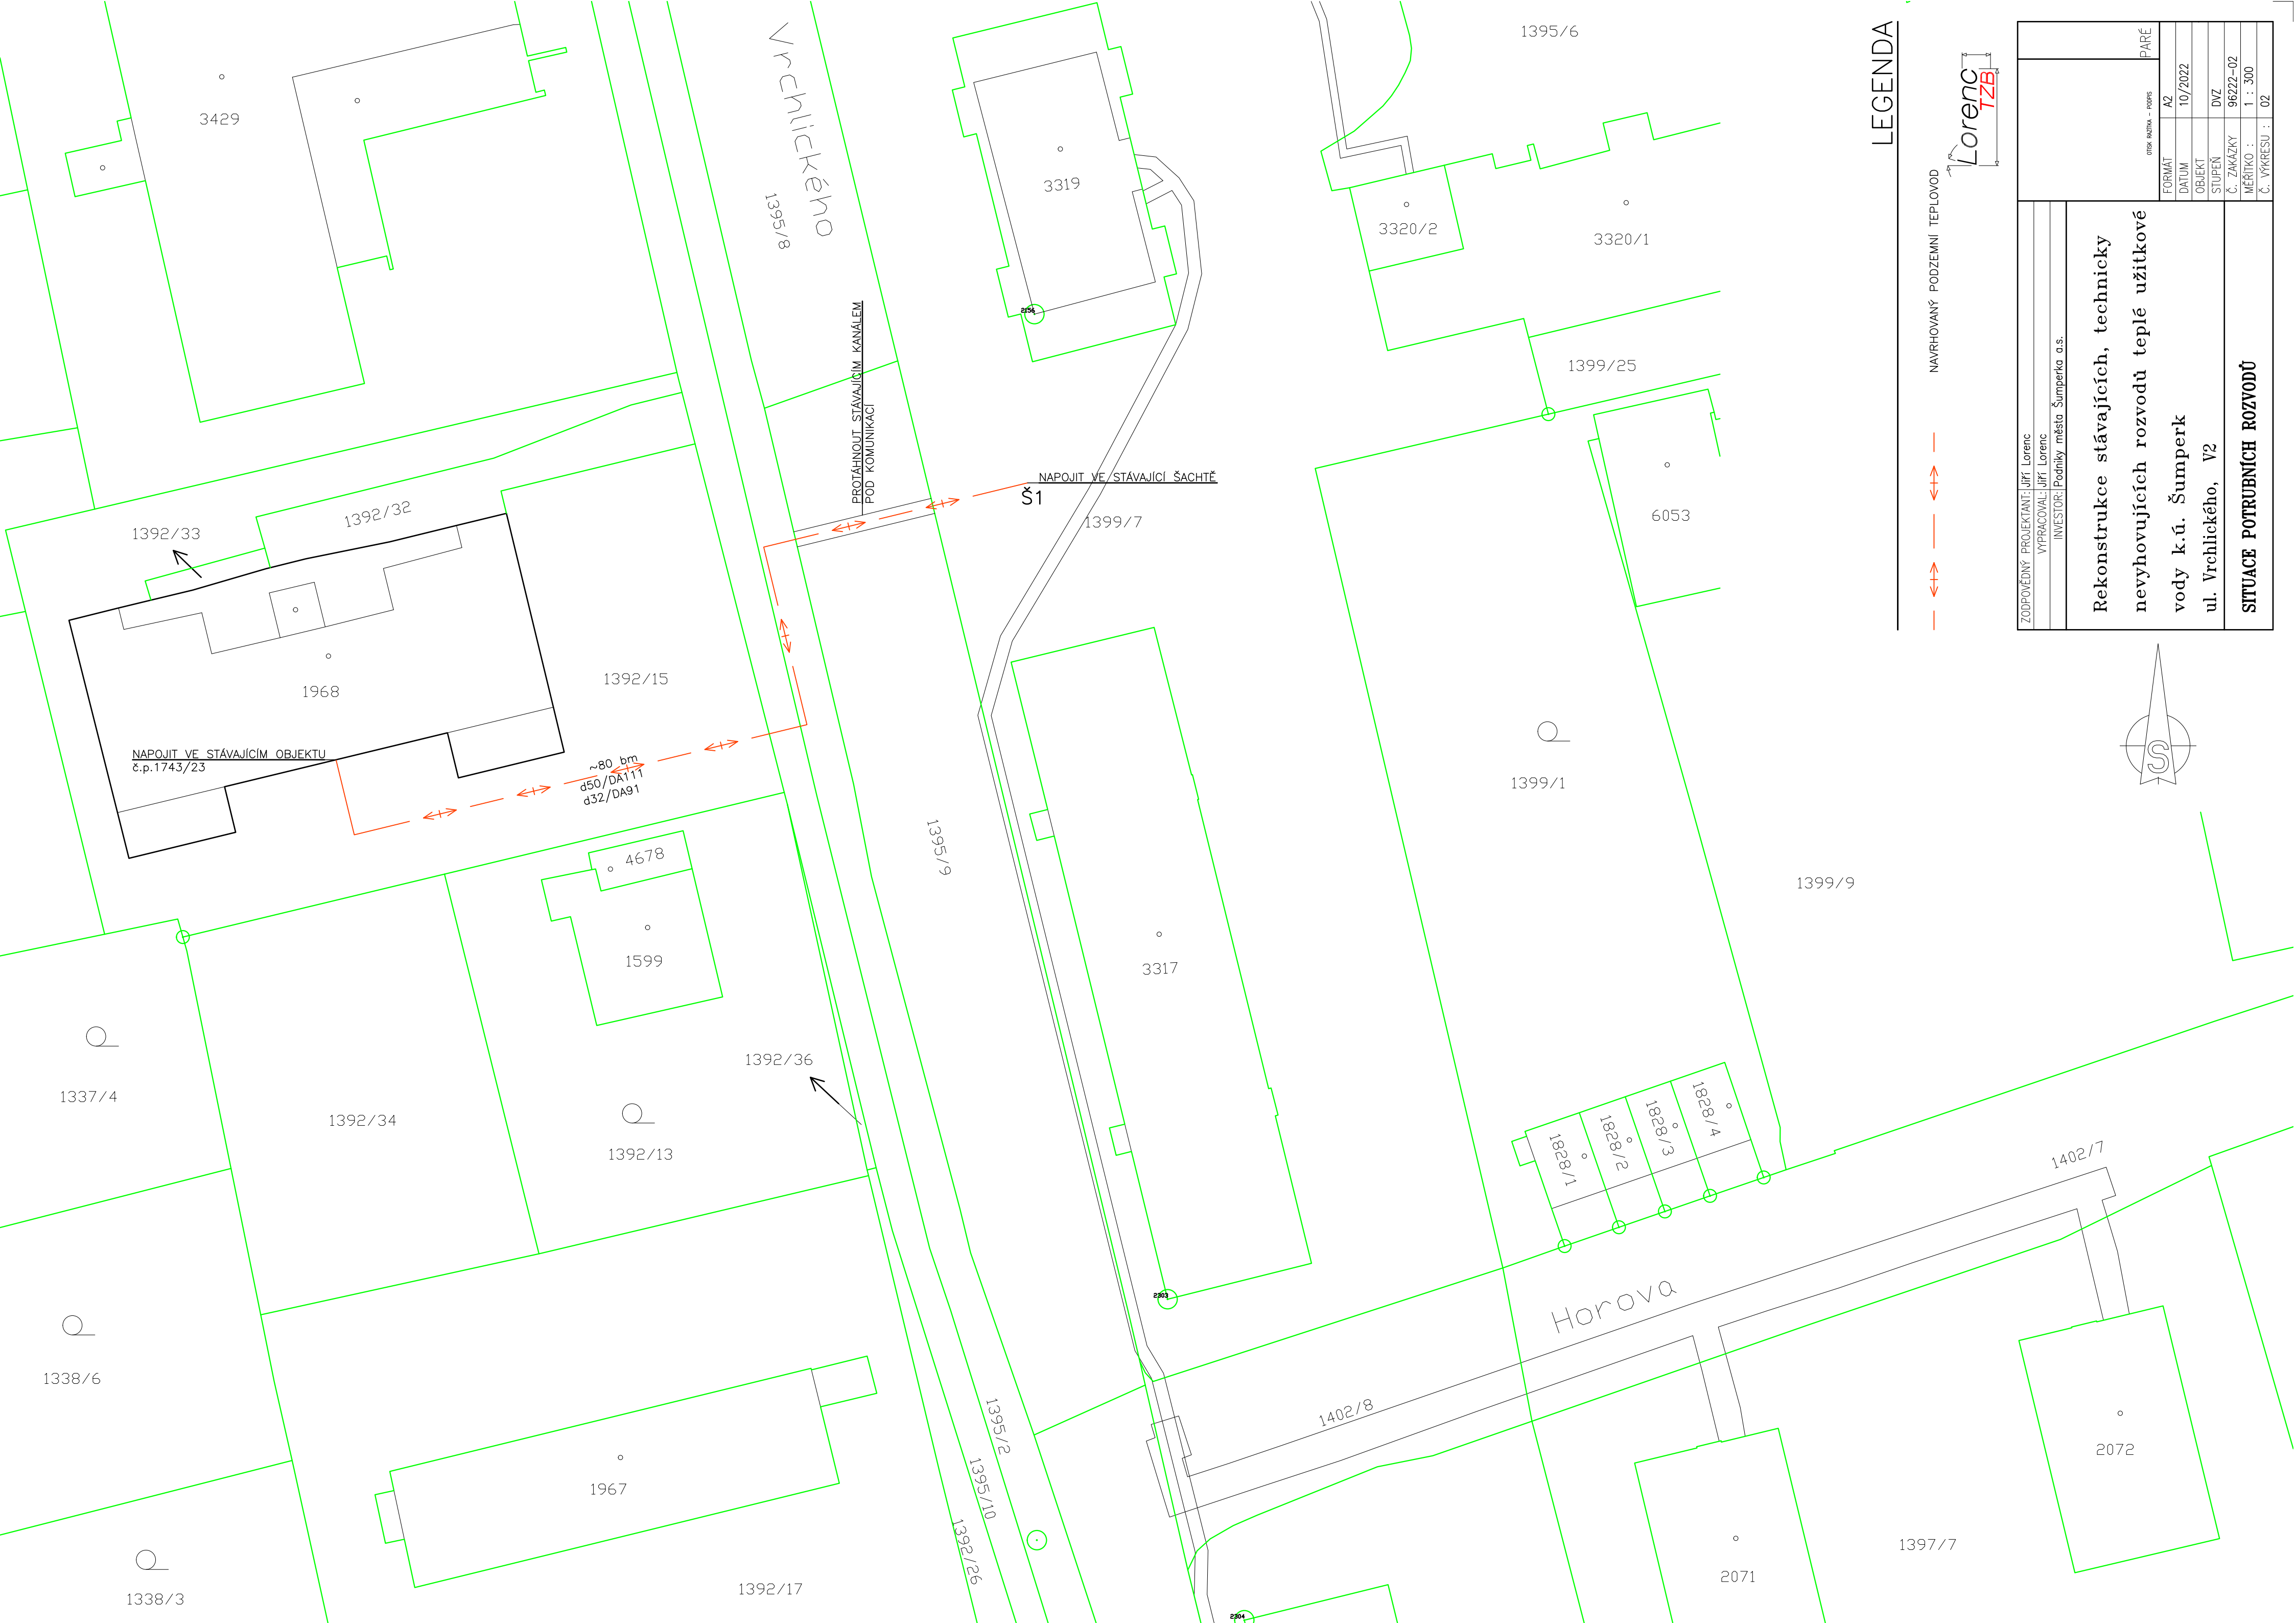 Vrchlického
1395/6
3429
1395/8
3319
3320/2
3320/1
2156
PROTÁHNOUT STÁVAJÍCÍM KANÁLEM
POD KOMUNIKACÍ
1399/25
NAPOJIT VE STÁVAJÍCÍ ŠACHTĚ
Š1
1399/7
1392/33
1392/32
6053
1968
1392/15
NAPOJIT VE STÁVAJÍCÍM OBJEKTU
č.p.1743/23
~80 bm
d50/DA111
d32/DA91
1399/1
1395/9
4678
1599
3317
1399/9
1392/36
1337/4
1392/34
1392/13
1828/1
1828/2
1828/3
1828/4
1402/7
2303
Horova
1338/6
1402/8
1395/2
1967
1395/10
1392/26
2072
2071
1397/7
1392/17
1338/3
2304
LEGENDA
NAVRHOVANÝ PODZEMNÍ TEPLOVOD
Lorenc
TZB
ZODPOVĚDNÝ PROJEKTANT: Jiří Lorenc
VYPRACOVAL: Jiří Lorenc
INVESTOR: Podniky města Šumperka a.s.
Rekonstrukce stávajících, technicky
nevyhovujících rozvodů teplé užitkové
vody k.ú. Šumperk
ul. Vrchlického, V2
SITUACE POTRUBNÍCH ROZVODŮ
OTISK RAZÍTKA - PODPIS
PARÉ
FORMÁT A2
DATUM 10/2022
OBJEKT
STUPEŇ DVZ
Č. ZAKÁZKY 96222-02
MĚŘÍTKO : 1 : 300
Č. VÝKRESU : 02
S